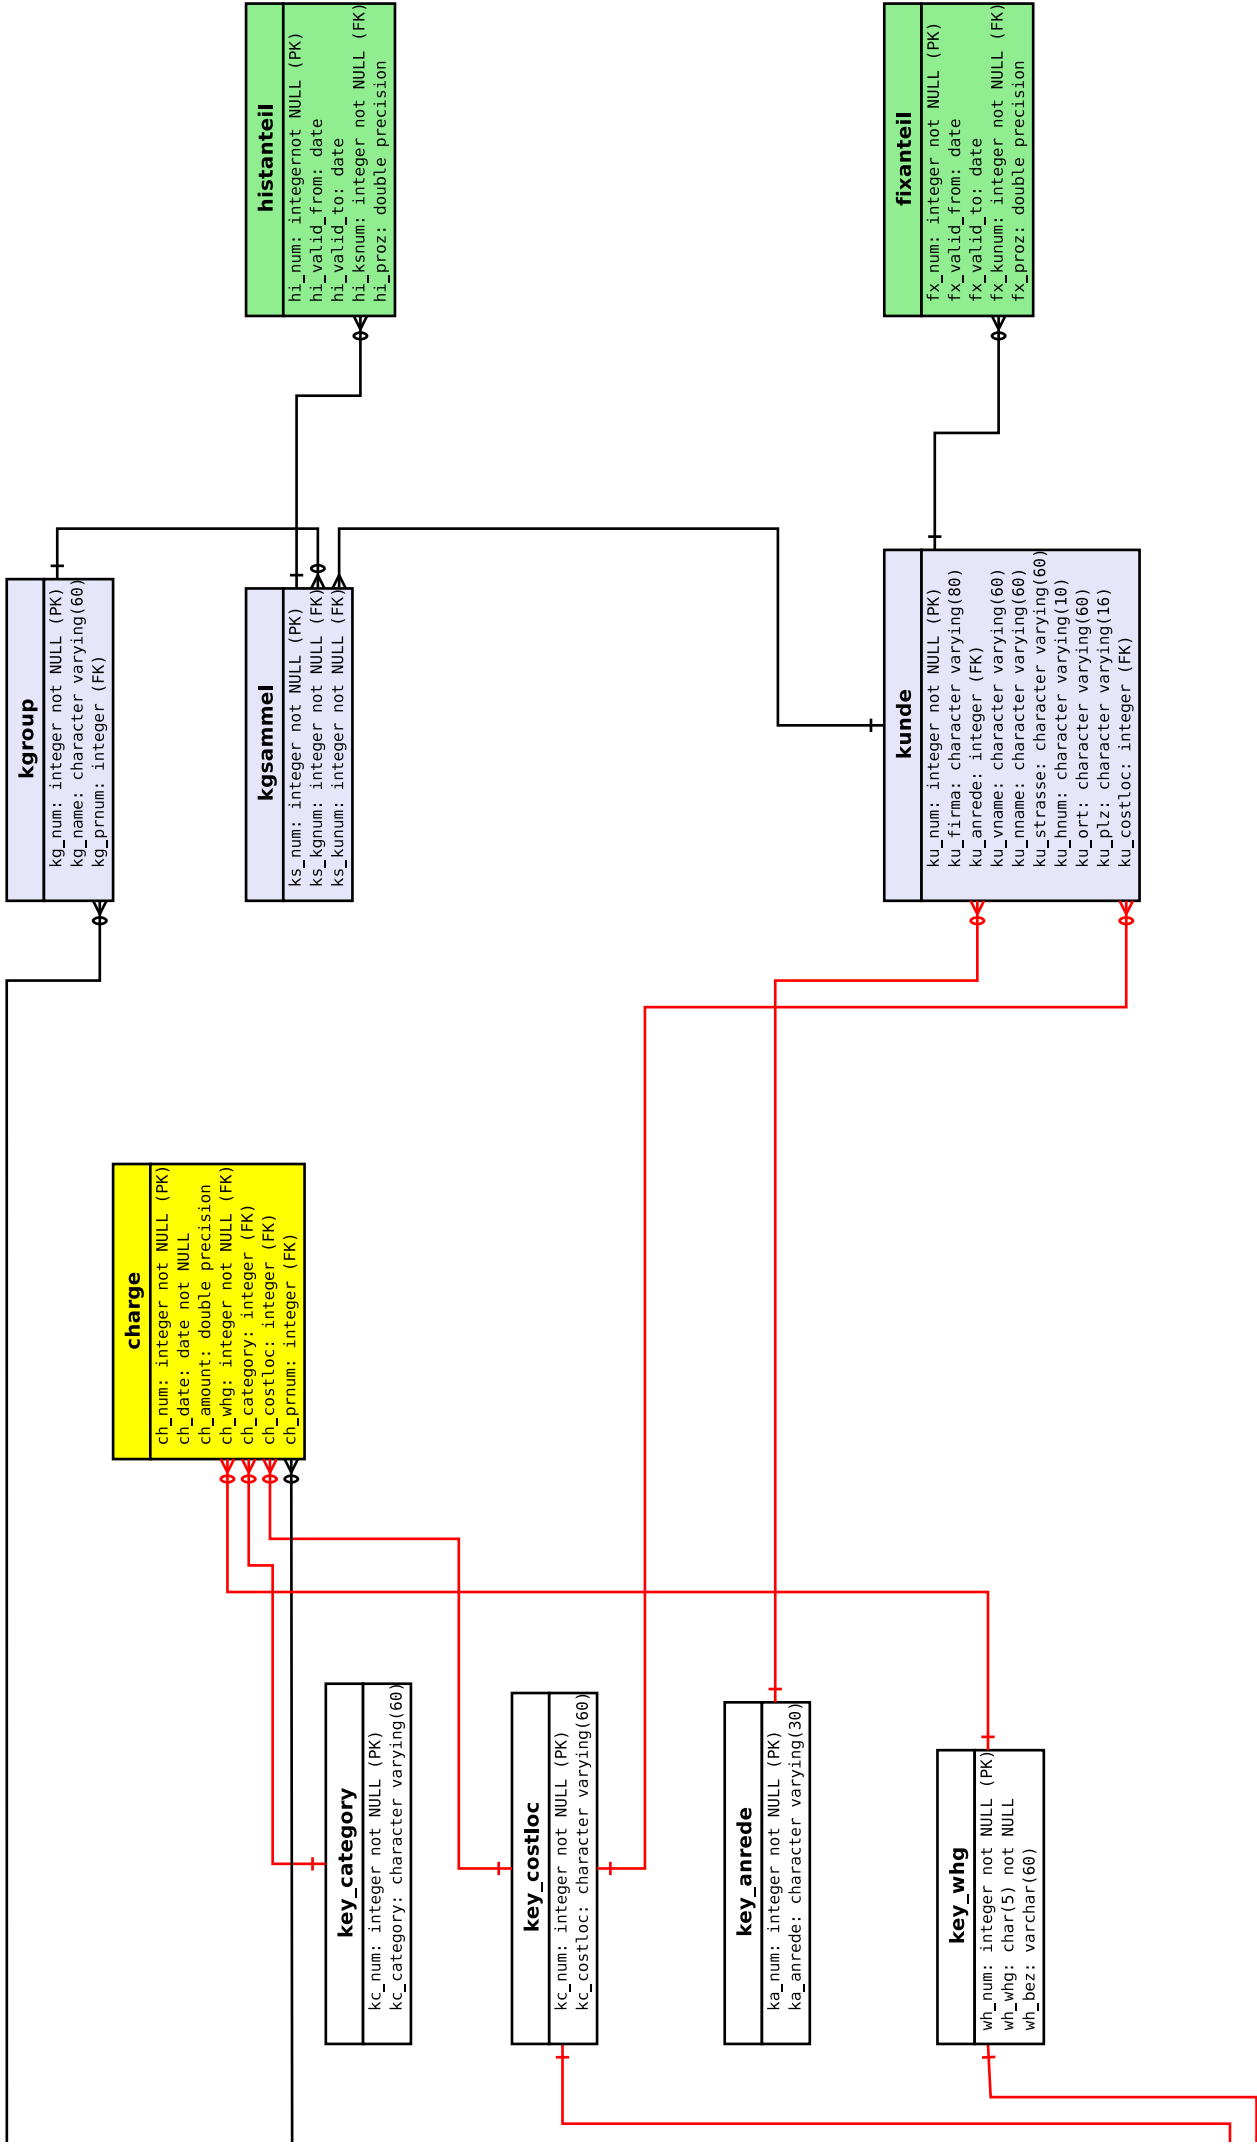 histanteil
hi_num: integernot NULL (PK)
hi_valid_from: date
hi_valid_to: date
hi_ksnum: integer not NULL (FK)
hi_proz: double precision
fixanteil
fx_num: integer not NULL (PK)
fx_valid_from: date
fx_valid_to: date
fx_kunum: integer not NULL (FK)
fx_proz: double precision
kgroup
kg_num: integer not NULL (PK)
kg_name: character varying(60)
kg_prnum: integer (FK)
kgsammel
ks_num: integer not NULL (PK)
ks_kgnum: integer not NULL (FK)
ks_kunum: integer not NULL (FK)
kunde
ku_num: integer not NULL (PK)
ku_firma: character varying(80)
ku_anrede: integer (FK)
ku_vname: character varying(60)
ku_nname: character varying(60)
ku_strasse: character varying(60)
ku_hnum: character varying(10)
ku_ort: character varying(60)
ku_plz: character varying(16)
ku_costloc: integer (FK)
charge
ch_num: integer not NULL (PK)
ch_date: date not NULL
ch_amount: double precision
ch_whg: integer not NULL (FK)
ch_category: integer (FK)
ch_costloc: integer (FK)
ch_prnum: integer (FK)
key_category
kc_num: integer not NULL (PK)
kc_category: character varying(60)
key_costloc
kc_num: integer not NULL (PK)
kc_costloc: character varying(60)
key_anrede
ka_num: integer not NULL (PK)
ka_anrede: character varying(30)
key_whg
wh_num: integer not NULL (PK)
wh_whg: char(5) not NULL
wh_bez: varchar(60)